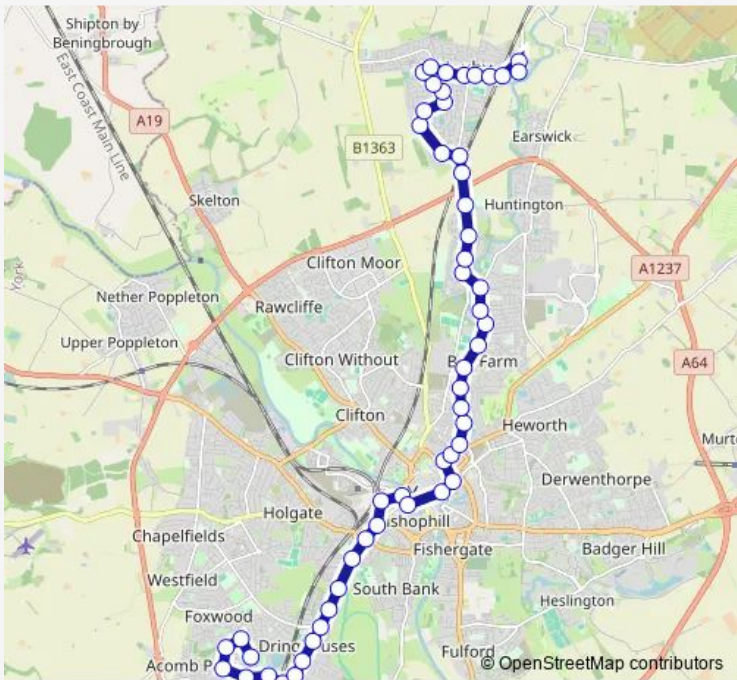 Shipton by
Beningbrough
East Coast Main Line
A19
B1363
Earswick
Skelton
Huntington
York
Clifton Moor
A1237
Nether Poppleton
Rawcliffe
Upper Poppleton
Clifton Without
Farm
A64
Clifton
Heworth
Derwenthorpe
Holgate
Chapelfields
Fishergate
Badger Hill
Westfield
South Bank
Heslington
Foxwood
Acomb P
Fulford
© OpenStreetMap contributors